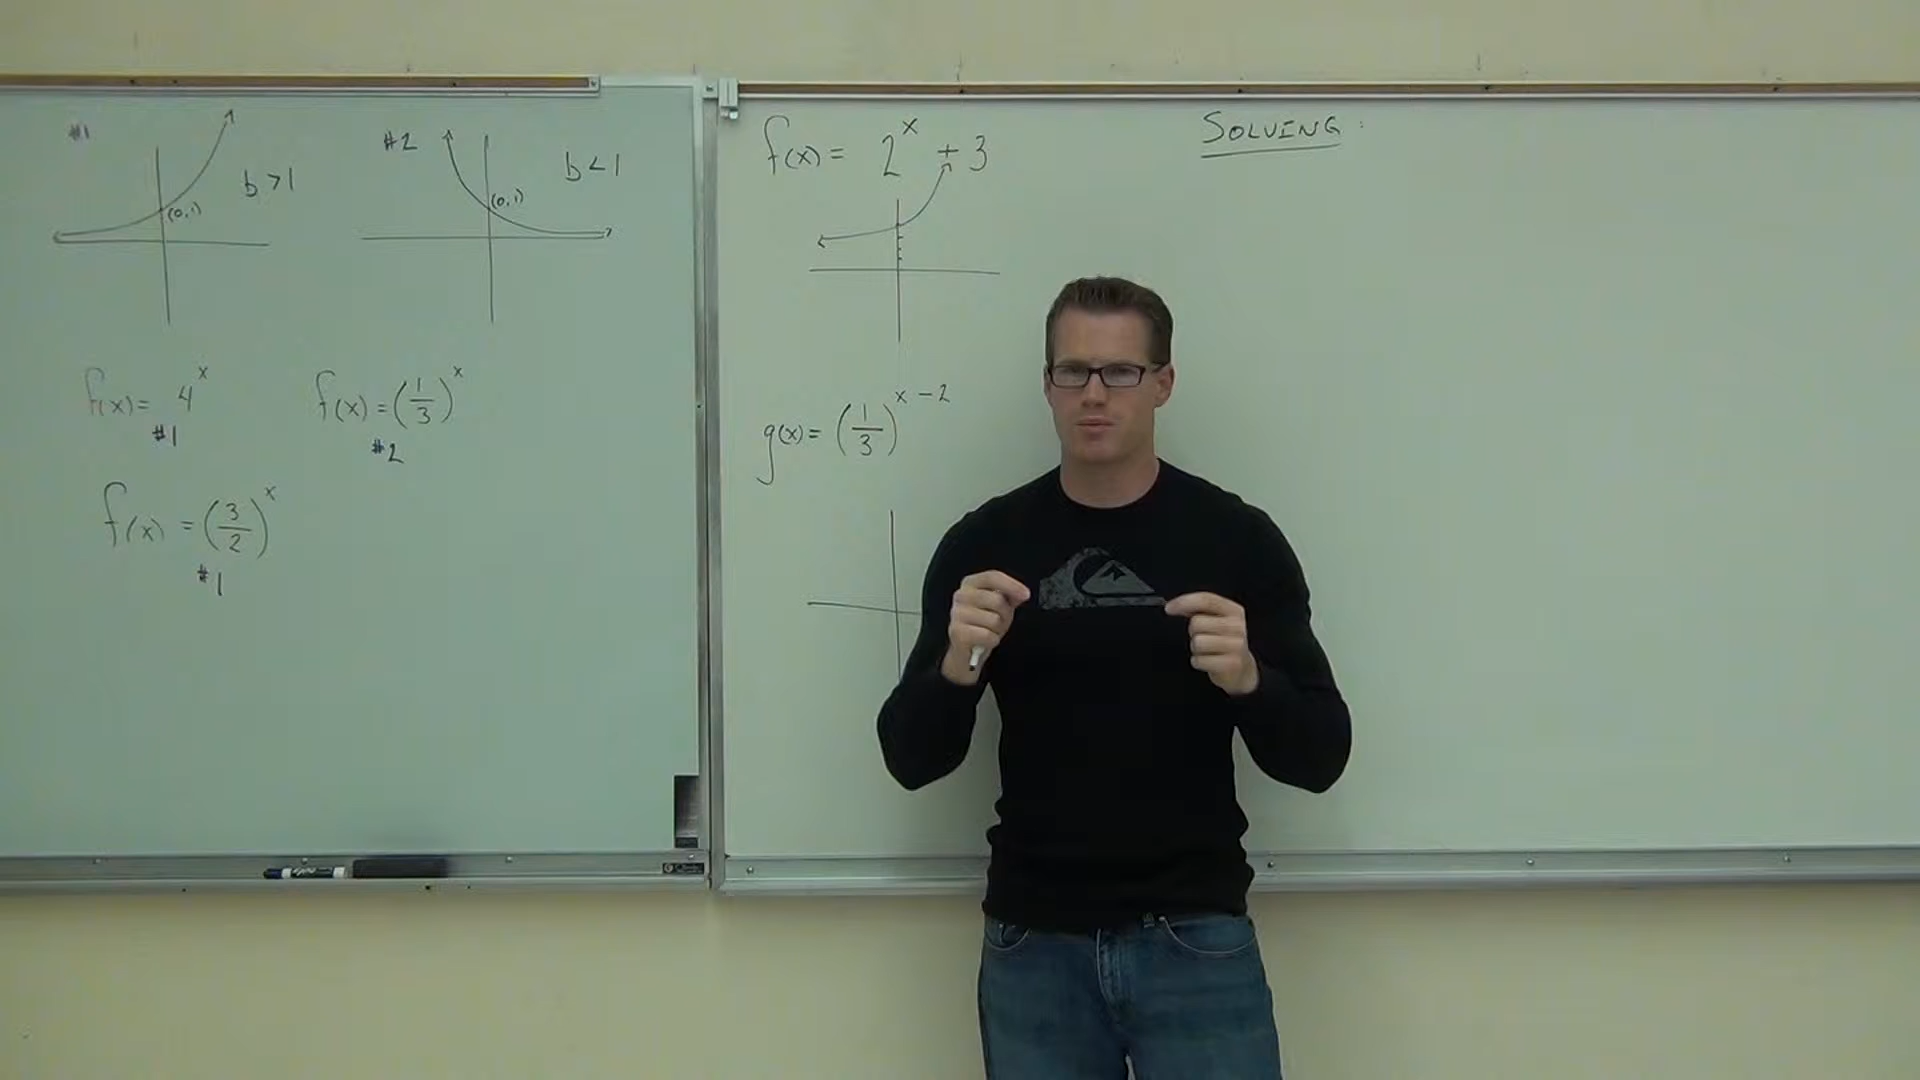 #1
b > 1
(0,1)
#2
b < 1
(0,1)
f(x) = 4^x
#1
f(x) = (1/3)^x
#2
f(x) = (3/2)^x
#1
f(x) = 2^x + 3
g(x) = (1/3)^{x - 2}
SOLVING:
EXPO